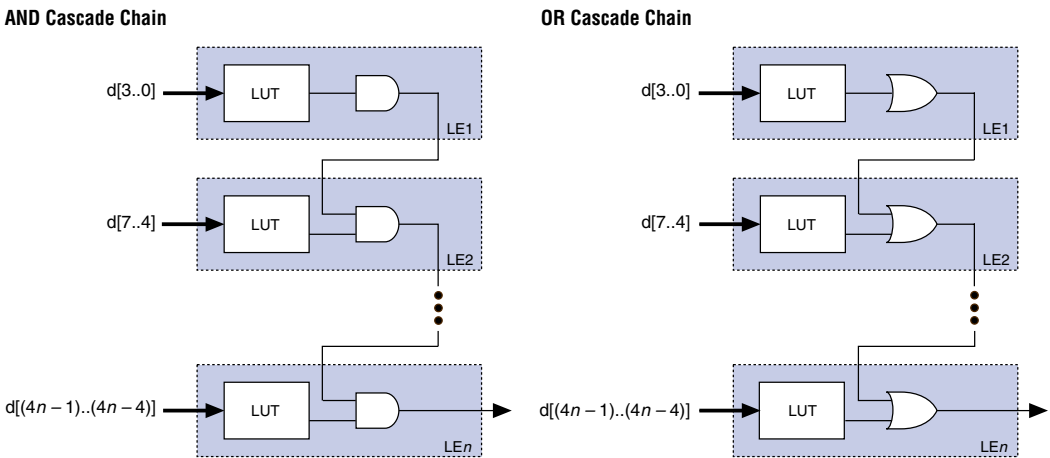 AND Cascade Chain
OR Cascade Chain
d[3..0]
LUT
LE1
d[7..4]
LUT
LE2
d[(4n – 1)..(4n – 4)]
LUT
LEn
d[3..0]
LUT
LE1
d[7..4]
LUT
LE2
d[(4n – 1)..(4n – 4)]
LUT
LEn